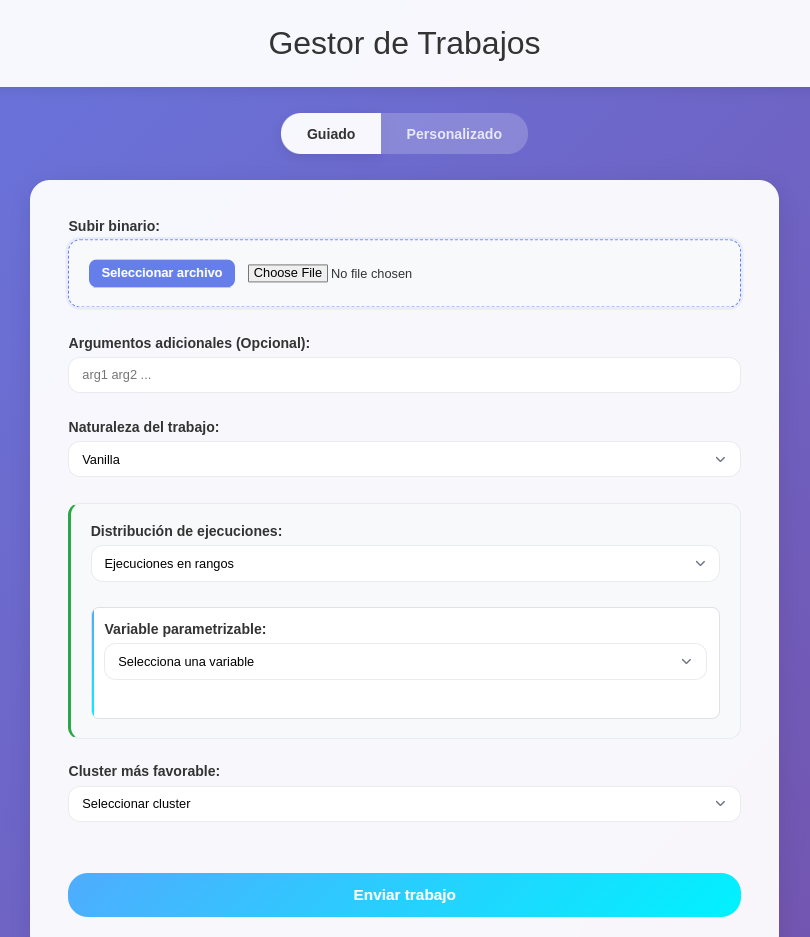 Gestor de Trabajos
Guiado Personalizado
Subir binario:
Seleccionar archivo Choose File No file chosen
Argumentos adicionales (Opcional):
arg1 arg2 ...
Naturaleza del trabajo:
Vanilla
Distribución de ejecuciones:
Ejecuciones en rangos
Variable parametrizable:
Selecciona una variable
Cluster más favorable:
Seleccionar cluster
Enviar trabajo